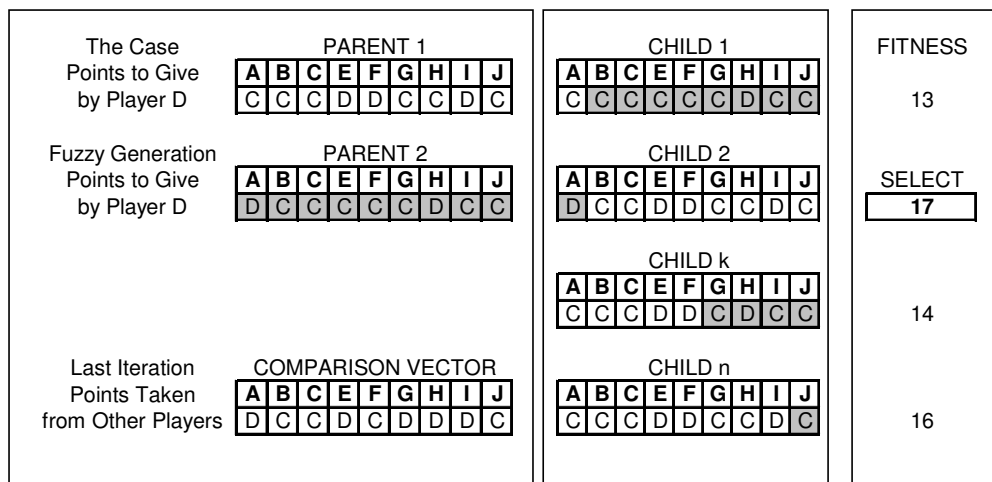 The Case PARENT 1 CHILD 1 FITNESS
Points to Give A B C E F G H I J A B C E F G H I J
by Player D C C C D D C C D C C C C C C C D C C 13
Fuzzy Generation PARENT 2 CHILD 2
Points to Give A B C E F G H I J A B C E F G H I J SELECT
by Player D D C C C C C D C C D C C D D C C D C 17
CHILD k
A B C E F G H I J
C C C D D C D C C 14
Last Iteration COMPARISON VECTOR CHILD n
Points Taken A B C E F G H I J A B C E F G H I J
from Other Players D C C D C D D D C C C C D D C C D C 16